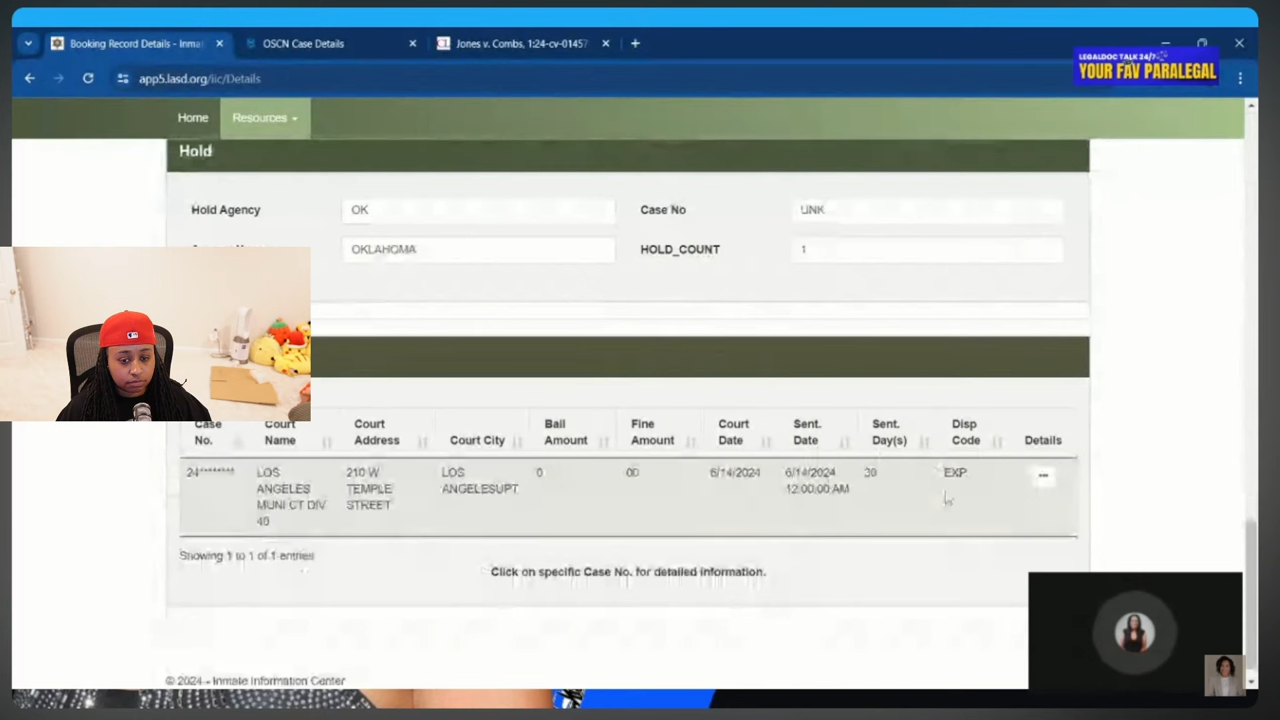 Booking Record Details - Inma
OSCN Case Details
Jones v. Combs, 1:24-cv-01457
LEGALDOC TALK 24/7
YOUR FAV PARALEGAL
app5.lasd.org/iic/Details
Home
Resources
Hold
Hold Agency
OK
Case No
UNK
OKLAHOMA
HOLD_COUNT
1
Case No.
Court Name
Court Address
Court City
Bail Amount
Fine Amount
Court Date
Sent. Date
Sent. Day(s)
Disp Code
Details
24********
LOS ANGELES MUNI CT DIV
210 W TEMPLE STREET
LOS ANGELESUPT
0
00
6/14/2024
6/14/2024 12:00:00 AM
30
EXP
...
Showing 1 to 1 of 1 entries
Click on specific Case No. for detailed information.
© 2024 - Inmate Information Center